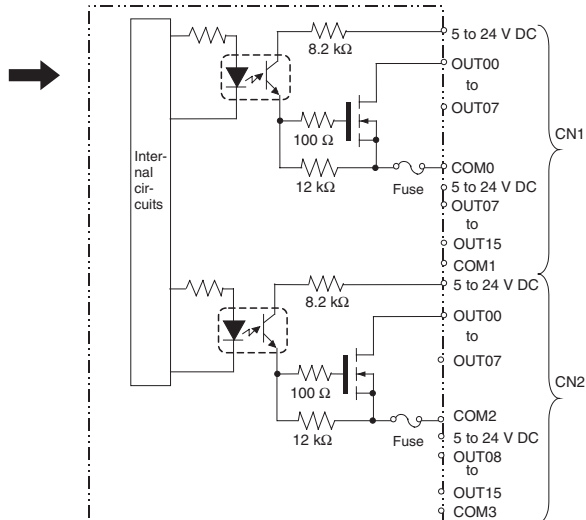 5 to 24 V DC
8.2 kΩ
OUT00
to
OUT07
100 Ω
12 kΩ
Fuse
COM0
5 to 24 V DC
OUT07
to
OUT15
COM1
CN1
Inter-
nal
cir-
cuits
5 to 24 V DC
8.2 kΩ
OUT00
to
OUT07
100 Ω
12 kΩ
Fuse
COM2
5 to 24 V DC
OUT08
to
OUT15
COM3
CN2